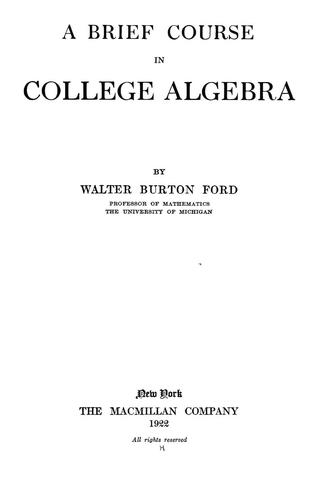 A BRIEF COURSE
IN
COLLEGE ALGEBRA
BY
WALTER BURTON FORD
PROFESSOR OF MATHEMATICS
THE UNIVERSITY OF MICHIGAN
New York
THE MACMILLAN COMPANY
1922
All rights reserved